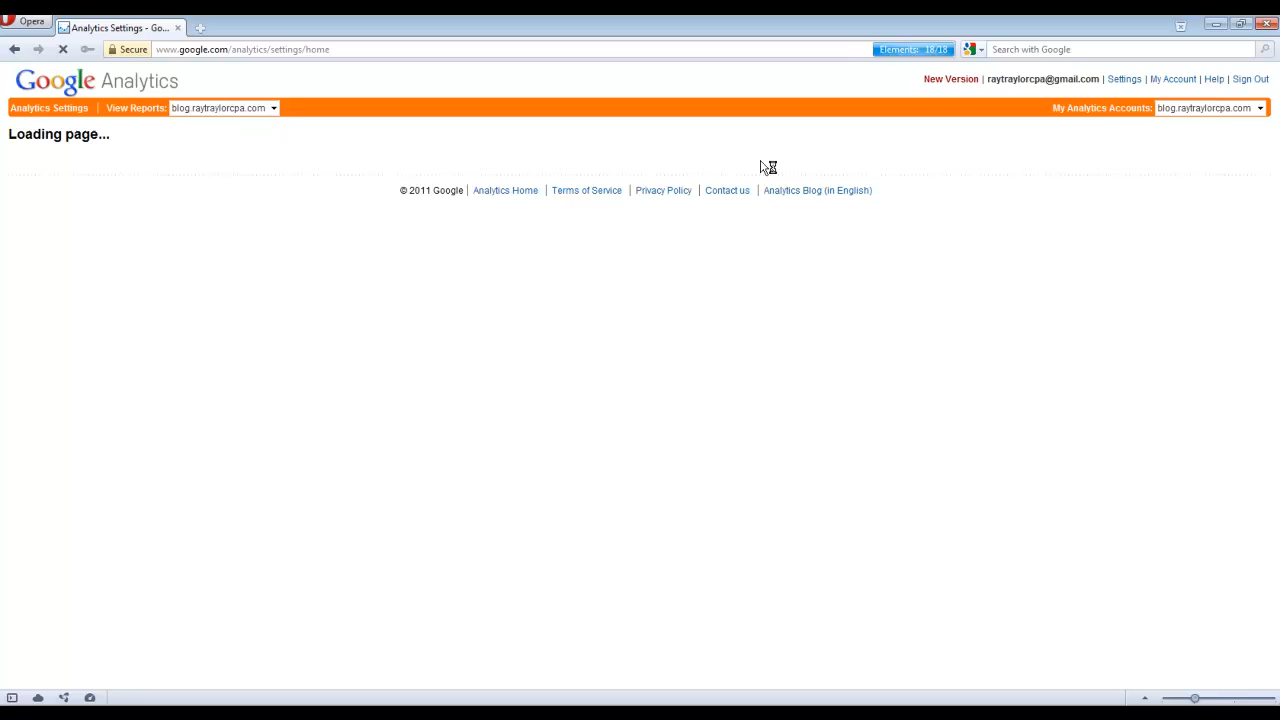 Opera
Analytics Settings - Go...
Secure www.google.com/analytics/settings/home Elements: 18/18 Search with Google
Google Analytics
New Version | raytraylorcpa@gmail.com | Settings | My Account | Help | Sign Out
Analytics Settings | View Reports: blog.raytraylorcpa.com My Analytics Accounts: blog.raytraylorcpa.com
Loading page...
© 2011 Google | Analytics Home | Terms of Service | Privacy Policy | Contact us | Analytics Blog (in English)